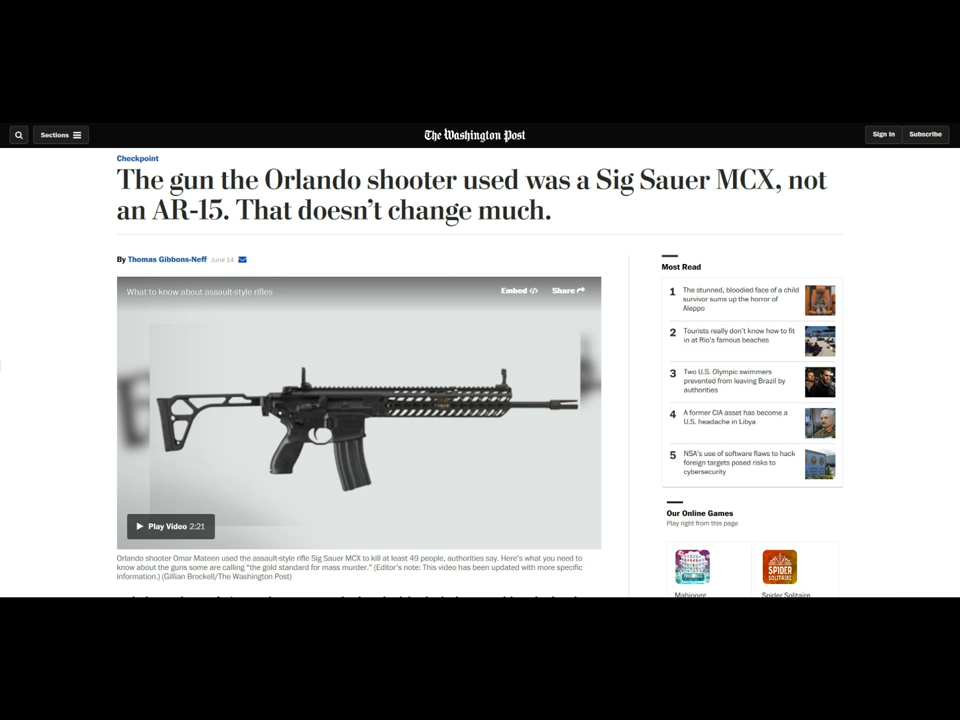 Sections
The Washington Post
Sign In
Subscribe
Checkpoint
The gun the Orlando shooter used was a Sig Sauer MCX, not
an AR-15. That doesn't change much.
By Thomas Gibbons-Neff June 14
What to know about assault-style rifles
Embed </>
Share
Play Video 2:21
Orlando shooter Omar Mateen used the assault-style rifle Sig Sauer MCX to kill at least 49 people, authorities say. Here's what you need to
know about the guns some are calling "the gold standard for mass murder." (Editor's note: This video has been updated with more specific
information.) (Gillian Brockell/The Washington Post)
Most Read
1 The stunned, bloodied face of a child
survivor sums up the horror of
Aleppo
2 Tourists really don't know how to fit
in at Rio's famous beaches
3 Two U.S. Olympic swimmers
prevented from leaving Brazil by
authorities
4 A former CIA asset has become a
U.S. headache in Libya
5 NSA's use of software flaws to hack
foreign targets posed risks to
cybersecurity
Our Online Games
Play right from this page
SPIDER
SOLITAIRE
Mahjongg
Spider Solitaire